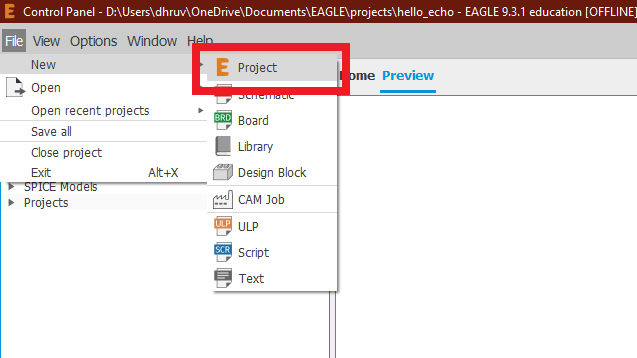 Control Panel - D:\Users\dhruv\OneDrive\Documents\EAGLE\projects\hello_echo - EAGLE 9.3.1 education [OFFLINE]
File View Options Window Help
New
Open
Open recent projects
Save all
Close project
Exit Alt+X
SPICE Models
Projects
Project
Schematic
Board
Library
Design Block
CAM Job
ULP
Script
Text
BRD
ULP
SCR
Home Preview